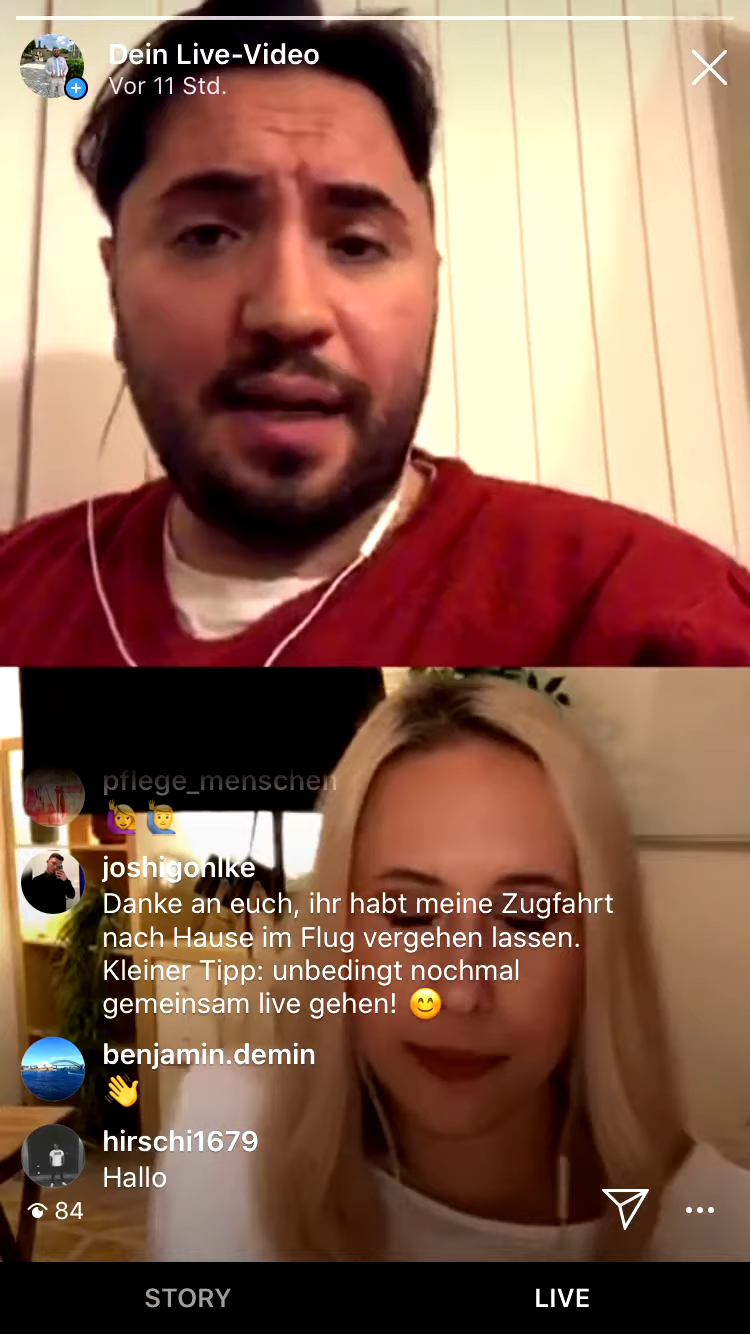 Dein Live-Video
Vor 11 Std.
pflege_menschen
joshigohlke
Danke an euch, ihr habt meine Zugfahrt
nach Hause im Flug vergehen lassen.
Kleiner Tipp: unbedingt nochmal
gemeinsam live gehen! 😊
benjamin.demin
👋
hirschi1679
Hallo
84
STORY
LIVE